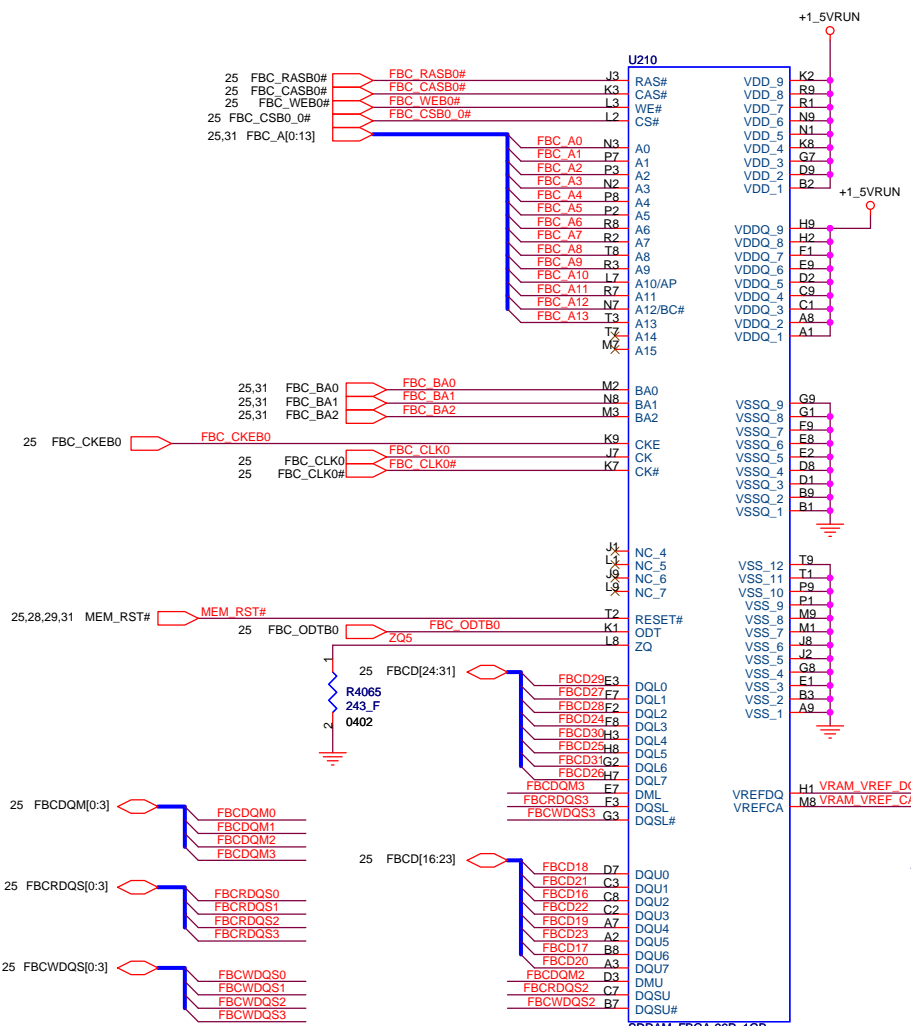 +1_5VRUN
U210
25 FBC_RASB0# FBC_RASB0# J3 RAS# VDD_9 K2
25 FBC_CASB0# FBC_CASB0# K3 CAS# VDD_8 R9
25 FBC_WEB0# FBC_WEB0# L3 WE# VDD_7 R1
25 FBC_CSB0_0# FBC_CSB0_0# L2 CS# VDD_6 N9
25,31 FBC_A[0:13] VDD_5 N1
FBC_A0 N3 A0 VDD_4 K8
FBC_A1 P7 A1 VDD_3 G7
FBC_A2 P3 A2 VDD_2 D9
FBC_A3 N2 A3 VDD_1 B2
+1_5VRUN
FBC_A4 P8 A4
FBC_A5 P2 A5
FBC_A6 R8 A6 VDDQ_9 H9
FBC_A7 R2 A7 VDDQ_8 H2
FBC_A8 T8 A8 VDDQ_7 F1
FBC_A9 R3 A9 VDDQ_6 E9
FBC_A10 L7 A10/AP VDDQ_5 D2
FBC_A11 R7 A11 VDDQ_4 C9
FBC_A12 N7 A12/BC# VDDQ_3 C1
FBC_A13 T3 A13 VDDQ_2 A8
T7 A14 VDDQ_1 A1
M7 A15
25,31 FBC_BA0 FBC_BA0 M2 BA0
25,31 FBC_BA1 FBC_BA1 N8 BA1 VSSQ_9 G9
25,31 FBC_BA2 FBC_BA2 M3 BA2 VSSQ_8 G1
VSSQ_7 F9
25 FBC_CKEB0 FBC_CKEB0 K9 CKE VSSQ_6 E8
25 FBC_CLK0 FBC_CLK0 J7 CK VSSQ_5 E2
25 FBC_CLK0# FBC_CLK0# K7 CK# VSSQ_4 D8
VSSQ_3 D1
VSSQ_2 B9
VSSQ_1 B1
J1 NC_4
L1 NC_5 VSS_12 T9
J9 NC_6 VSS_11 T1
L9 NC_7 VSS_10 P9
VSS_9 P1
25,28,29,31 MEM_RST# MEM_RST# T2 RESET# VSS_8 M9
25 FBC_ODTB0 FBC_ODTB0 K1 ODT VSS_7 M1
ZQ5 L8 ZQ VSS_6 J8
VSS_5 J2
1 25 FBCD[24:31] VSS_4 G8
FBCD29 E3 DQL0 VSS_3 E1
R4065 FBCD27 F7 DQL1 VSS_2 B3
243_F FBCD28 F2 DQL2 VSS_1 A9
2 0402 FBCD24 F8 DQL3
FBCD30 H3 DQL4
FBCD25 H8 DQL5
FBCD31 G2 DQL6
FBCD26 H7 DQL7
FBCDQM3 E7 DML VREFDQ H1 VRAM_VREF_DQ
25 FBCDQM[0:3] FBCRDQS3 F3 DQSL VREFCA M8 VRAM_VREF_CA
FBCDQM0 FBCWDQS3 G3 DQSL#
FBCDQM1
FBCDQM2
FBCDQM3
25 FBCD[16:23]
FBCD18 D7 DQU0
25 FBCRDQS[0:3] FBCD21 C3 DQU1
FBCRDQS0 FBCD16 C8 DQU2
FBCRDQS1 FBCD22 C2 DQU3
FBCRDQS2 FBCD19 A7 DQU4
FBCRDQS3 FBCD23 A2 DQU5
FBCD17 B8 DQU6
25 FBCWDQS[0:3] FBCD20 A3 DQU7
FBCWDQS0 FBCDQM2 D3 DMU
FBCWDQS1 FBCRDQS2 C7 DQSU
FBCWDQS2 FBCWDQS2 B7 DQSU#
FBCWDQS3